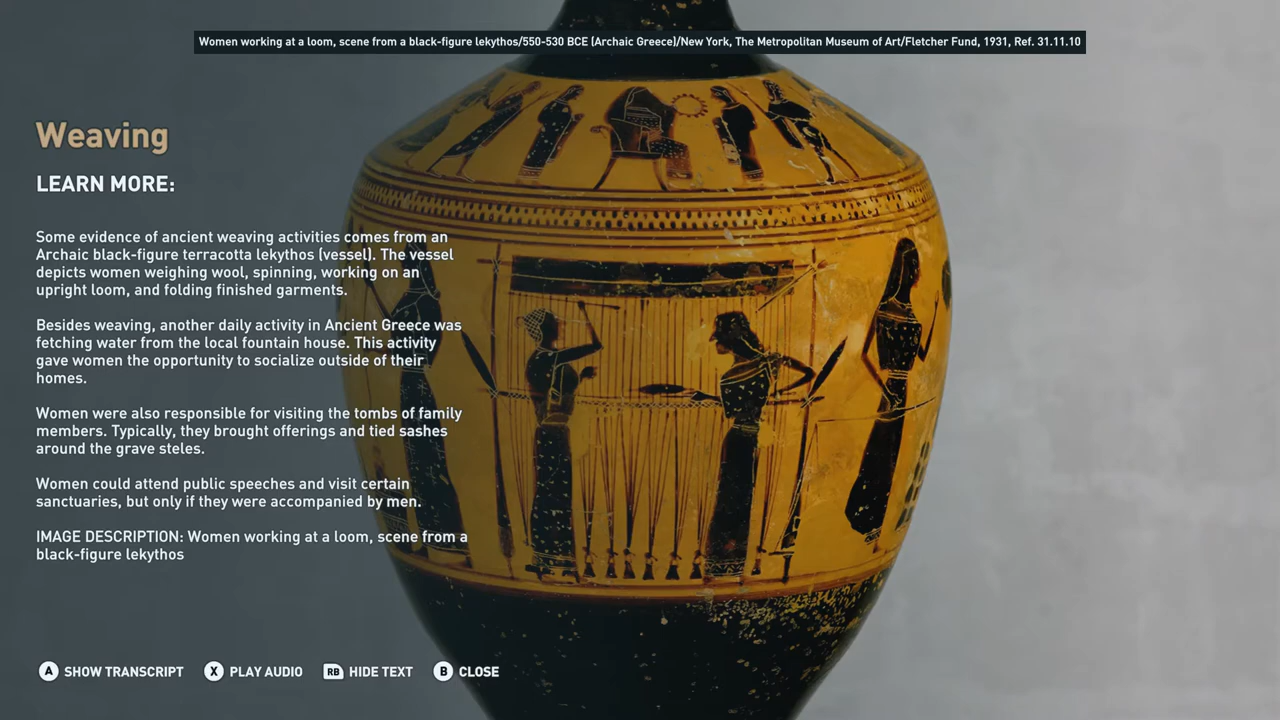 Women working at a loom, scene from a black-figure lekythos/550-530 BCE (Archaic Greece)/New York, The Metropolitan Museum of Art/Fletcher Fund, 1931, Ref. 31.11.10
Weaving
LEARN MORE:
Some evidence of ancient weaving activities comes from an
Archaic black-figure terracotta lekythos (vessel). The vessel
depicts women weighing wool, spinning, working on an
upright loom, and folding finished garments.
Besides weaving, another daily activity in Ancient Greece was
fetching water from the local fountain house. This activity
gave women the opportunity to socialize outside of their
homes.
Women were also responsible for visiting the tombs of family
members. Typically, they brought offerings and tied sashes
around the grave steles.
Women could attend public speeches and visit certain
sanctuaries, but only if they were accompanied by men.
IMAGE DESCRIPTION: Women working at a loom, scene from a
black-figure lekythos
A SHOW TRANSCRIPT X PLAY AUDIO RB HIDE TEXT B CLOSE